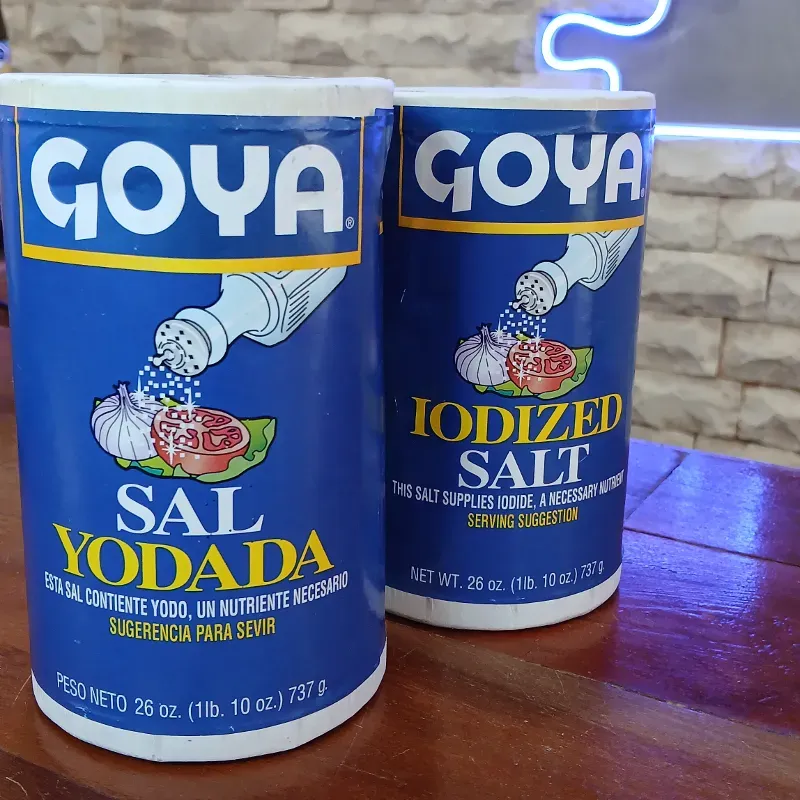 GOYA®
SAL
YODADA
ESTA SAL CONTIENTE YODO, UN NUTRIENTE NECESARIO
SUGERENCIA PARA SEVIR
PESO NETO 26 oz. (1lb. 10 oz.) 737 g.
GOYA
IODIZED
SALT
THIS SALT SUPPLIES IODIDE, A NECESSARY NUTRIENT
SERVING SUGGESTION
NET WT. 26 oz. (1lb. 10 oz.) 737 g.